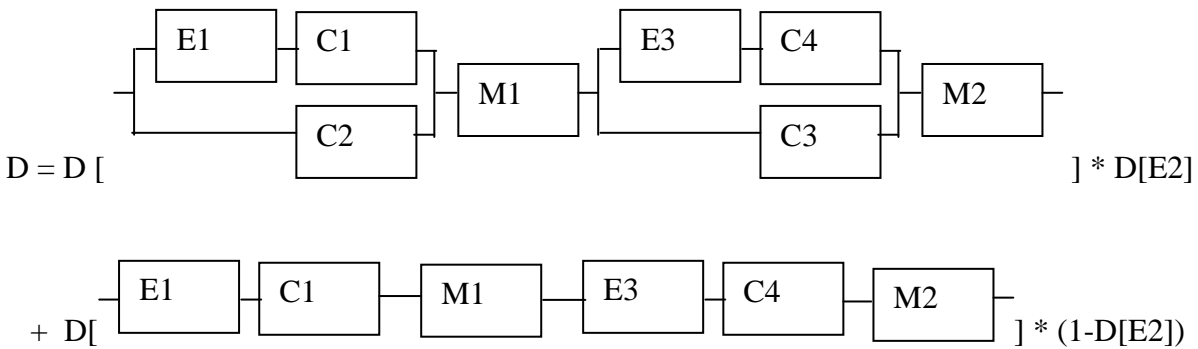 E1 C1 E3 C4
M1 M2
C2 C3
D = D [ ] * D[E2]
E1 C1 M1 E3 C4 M2
+ D[ ] * (1-D[E2])